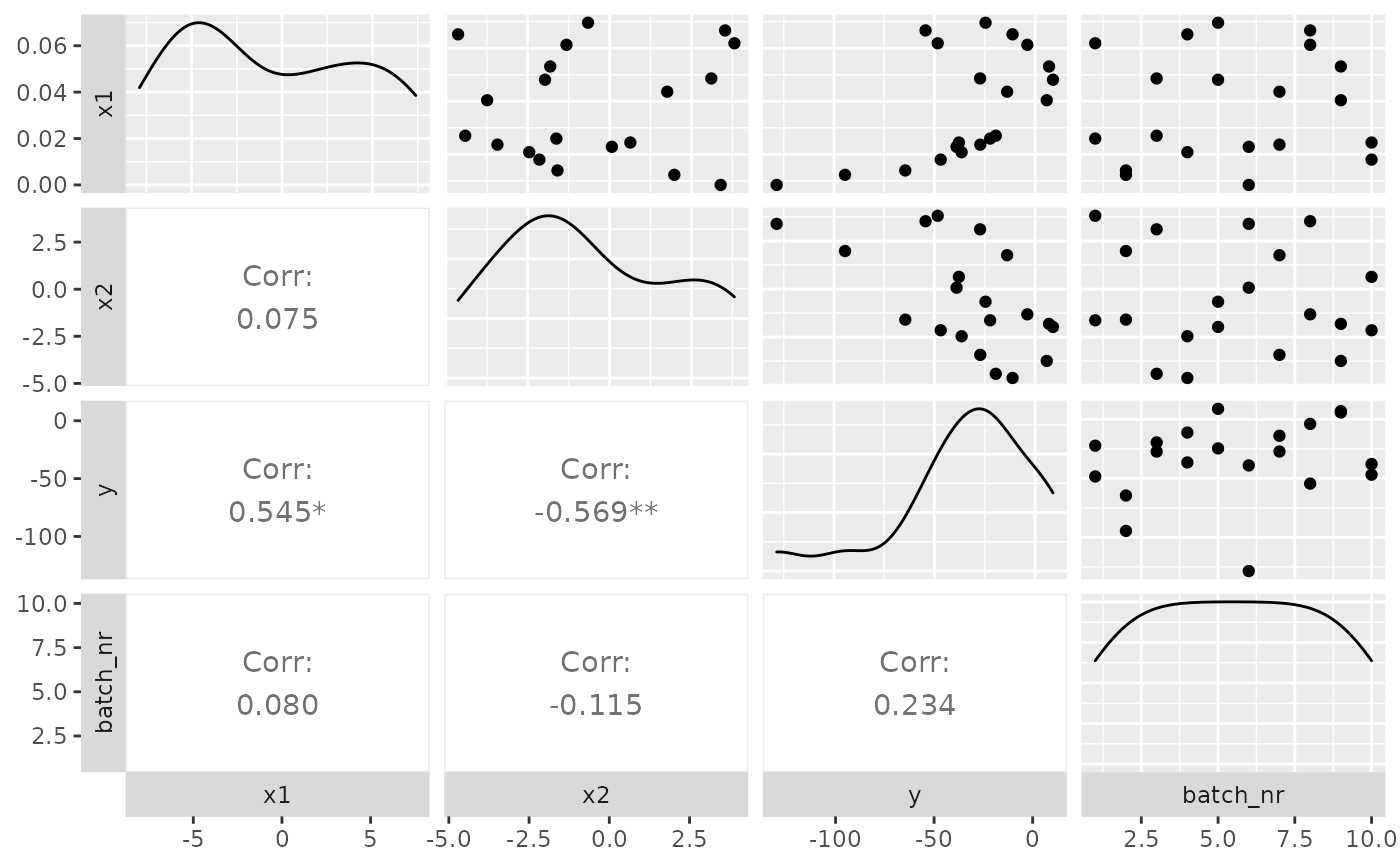 0.06
0.04
0.02
0.00
x1
2.5
0.0
-2.5
-5.0
x2
Corr:
0.075
0
-50
-100
y
Corr:
0.545*
Corr:
-0.569**
10.0
7.5
5.0
2.5
batch_nr
Corr:
0.080
Corr:
-0.115
Corr:
0.234
x1
x2
y
batch_nr
-5 0 5
-5.0 -2.5 0.0 2.5
-100 -50 0
2.5 5.0 7.5 10.0